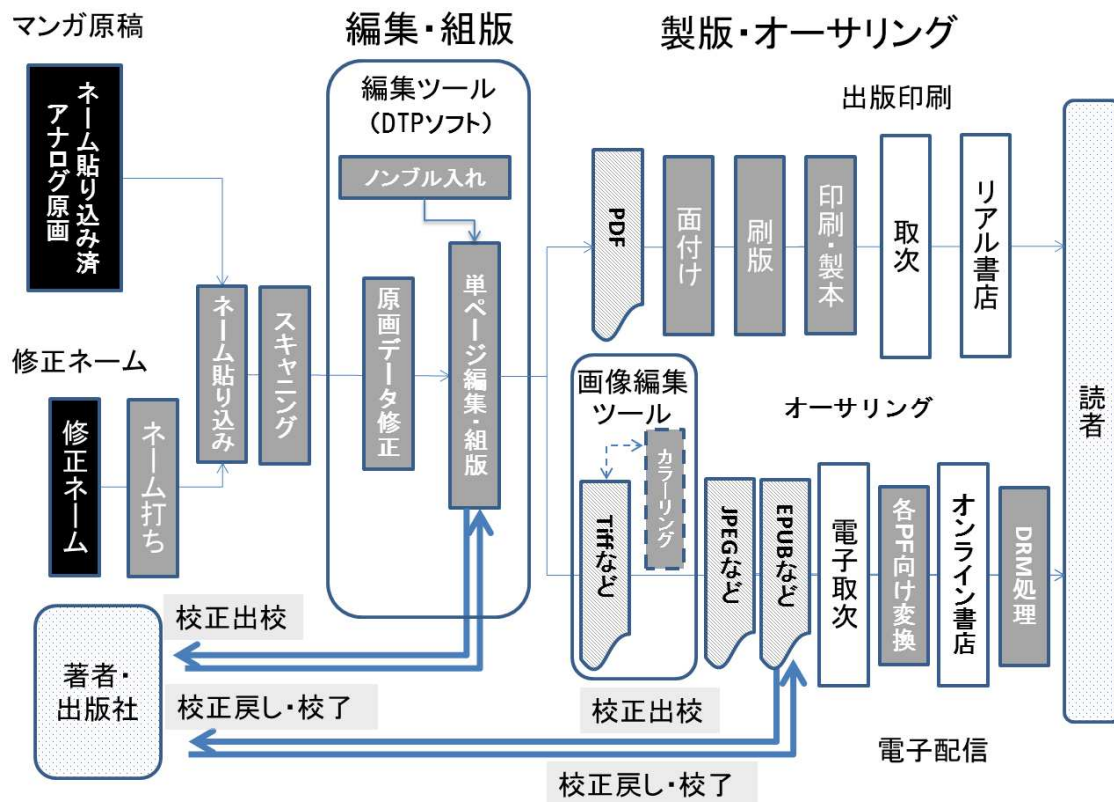 マンガ原稿
編集・組版
製版・オーサリング
ネーム貼り込み済
アナログ原画
編集ツール
(DTPソフト)
ノンブル入れ
出版印刷
PDF
面付け
刷版
印刷・製本
取次
リアル書店
読者
修正ネーム
修正ネーム
ネーム打ち
ネーム貼り込み
スキャニング
原画データ修正
単ページ編集・組版
画像編集
ツール
カラーリング
Tiffなど
オーサリング
JPEGなど
EPUBなど
電子取次
各PF向け変換
オンライン書店
DRM処理
著者・
出版社
校正出校
校正戻し・校了
校正出校
校正戻し・校了
電子配信